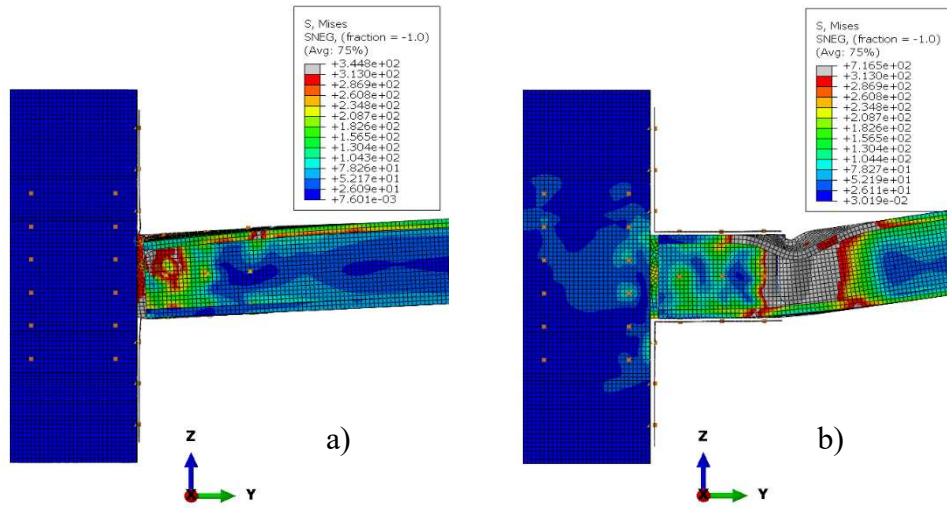 S, Mises
SNEG, (fraction = -1.0)
(Avg: 75%)
+3.448e+02
+3.130e+02
+2.869e+02
+2.608e+02
+2.348e+02
+2.087e+02
+1.826e+02
+1.565e+02
+1.304e+02
+1.043e+02
+7.826e+01
+5.217e+01
+2.609e+01
+7.601e-03
a)
Z
X
Y
S, Mises
SNEG, (fraction = -1.0)
(Avg: 75%)
+7.165e+02
+3.130e+02
+2.869e+02
+2.608e+02
+2.348e+02
+2.087e+02
+1.826e+02
+1.565e+02
+1.304e+02
+1.044e+02
+7.827e+01
+5.219e+01
+2.611e+01
+3.019e-02
b)
Z
X
Y